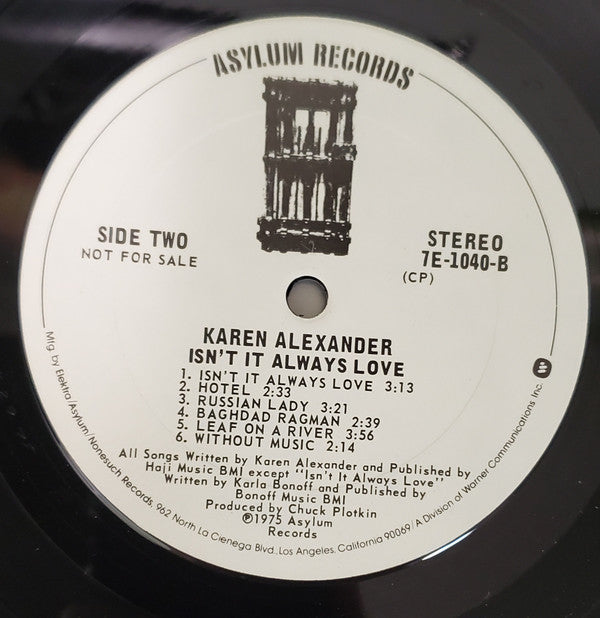 ASYLUM RECORDS
SIDE TWO
NOT FOR SALE
STEREO
7E-1040-B
(CP)
KAREN ALEXANDER
ISN'T IT ALWAYS LOVE
1. ISN'T IT ALWAYS LOVE 3:13
2. HOTEL 2:33
3. RUSSIAN LADY 3:21
4. BAGHDAD RAGMAN 2:39
5. LEAF ON A RIVER 3:56
6. WITHOUT MUSIC 2:14
All Songs Written by Karen Alexander and Published by
Haji Music BMI except "Isn't It Always Love"
Written by Karla Bonoff and Published by
Bonoff Music BMI
Produced by Chuck Plotkin
℗1975 Asylum
Records
Mfg by Elektra/Asylum/Nonesuch Records, 962 North La Cienega Blvd., Los Angeles, California 90069/A Division of Warner Communications Inc.